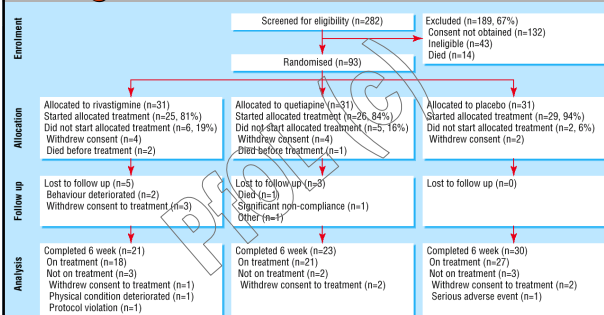 Enrolment
Screened for eligibility (n=282)
Excluded (n=189, 67%)
Consent not obtained (n=132)
Ineligible (n=43)
Died (n=14)
Randomised (n=93)
Allocation
Allocated to rivastigmine (n=31)
Started allocated treatment (n=25, 81%)
Did not start allocated treatment (n=6, 19%)
Withdrew consent (n=4)
Died before treatment (n=2)
Allocated to quetiapine (n=31)
Started allocated treatment (n=26, 84%)
Did not start allocated treatment (n=5, 16%)
Withdrew consent (n=4)
Died before treatment (n=1)
Allocated to placebo (n=31)
Started allocated treatment (n=29, 94%)
Did not start allocated treatment (n=2, 6%)
Withdrew consent (n=2)
Follow up
Lost to follow up (n=5)
Behaviour deteriorated (n=2)
Withdrew consent to treatment (n=3)
Lost to follow up (n=3)
Died (n=1)
Significant non-compliance (n=1)
Other (n=1)
Lost to follow up (n=0)
Analysis
Completed 6 week (n=21)
On treatment (n=18)
Not on treatment (n=3)
Withdrew consent to treatment (n=1)
Physical condition deteriorated (n=1)
Protocol violation (n=1)
Completed 6 week (n=23)
On treatment (n=21)
Not on treatment (n=2)
Withdrew consent to treatment (n=2)
Completed 6 week (n=30)
On treatment (n=27)
Not on treatment (n=3)
Withdrew consent to treatment (n=2)
Serious adverse event (n=1)